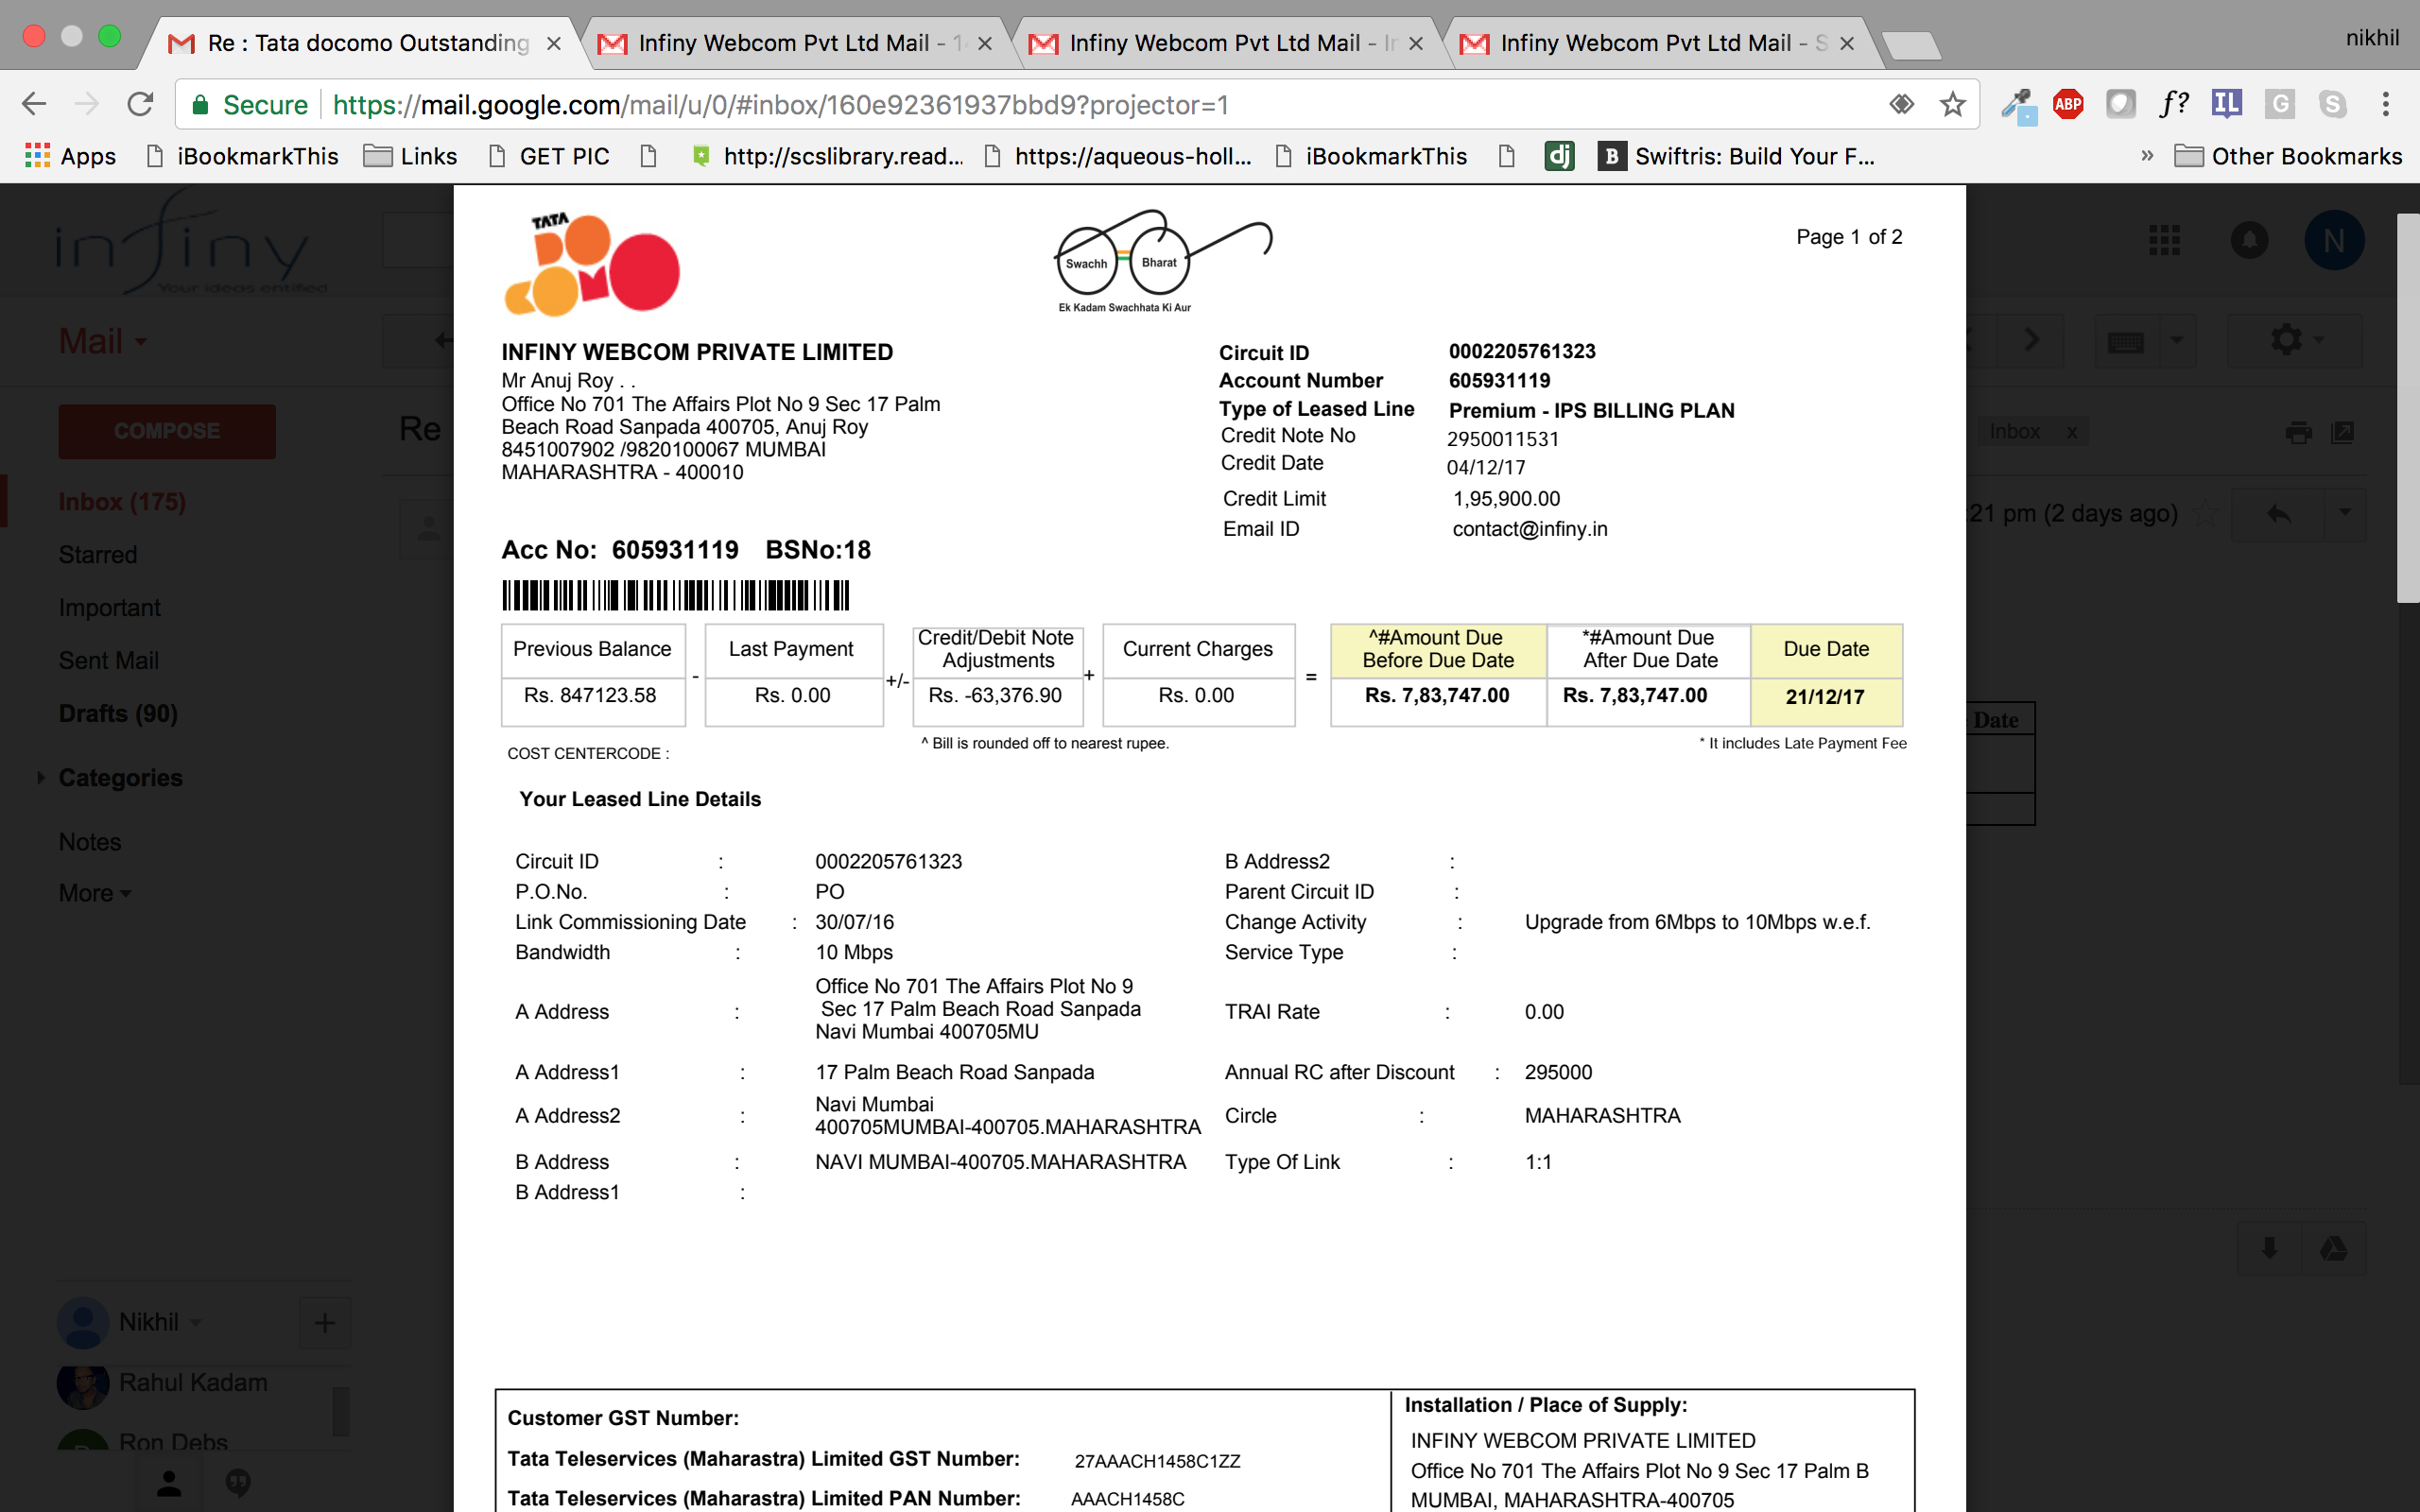 Re : Tata docomo Outstanding
Infiny Webcom Pvt Ltd Mail - 1
Infiny Webcom Pvt Ltd Mail - In
Infiny Webcom Pvt Ltd Mail - S
nikhil
Secure https://mail.google.com/mail/u/0/#inbox/160e92361937bbd9?projector=1
ABP
f?
IL
G
S
Apps iBookmarkThis Links GET PIC http://scslibrary.read... https://aqueous-holl... iBookmarkThis dj B Swiftris: Build Your F... » Other Bookmarks
infiny
Your ideas entified
N
Mail
COMPOSE
Re
Inbox x
Inbox (175)
21 pm (2 days ago)
Starred
Important
Sent Mail
Drafts (90)
Date
Categories
Notes
More
Nikhil
Rahul Kadam
Ron Debs
TATA
DOCOMO
Swachh Bharat
Ek Kadam Swachhata Ki Aur
Page 1 of 2
INFINY WEBCOM PRIVATE LIMITED
Mr Anuj Roy . .
Office No 701 The Affairs Plot No 9 Sec 17 Palm
Beach Road Sanpada 400705, Anuj Roy
8451007902 /9820100067 MUMBAI
MAHARASHTRA - 400010
Circuit ID 0002205761323
Account Number 605931119
Type of Leased Line Premium - IPS BILLING PLAN
Credit Note No 2950011531
Credit Date 04/12/17
Credit Limit 1,95,900.00
Email ID contact@infiny.in
Acc No: 605931119 BSNo:18
Previous Balance
Rs. 847123.58
-
Last Payment
Rs. 0.00
+/-
Credit/Debit Note
Adjustments
Rs. -63,376.90
+
Current Charges
Rs. 0.00
=
^#Amount Due
Before Due Date
Rs. 7,83,747.00
*#Amount Due
After Due Date
Rs. 7,83,747.00
Due Date
21/12/17
COST CENTERCODE :
^ Bill is rounded off to nearest rupee.
* It includes Late Payment Fee
Your Leased Line Details
Circuit ID : 0002205761323
P.O.No. : PO
Link Commissioning Date : 30/07/16
Bandwidth : 10 Mbps
A Address : Office No 701 The Affairs Plot No 9
Sec 17 Palm Beach Road Sanpada
Navi Mumbai 400705MU
A Address1 : 17 Palm Beach Road Sanpada
A Address2 : Navi Mumbai
400705MUMBAI-400705.MAHARASHTRA
B Address : NAVI MUMBAI-400705.MAHARASHTRA
B Address1 :
B Address2 :
Parent Circuit ID :
Change Activity : Upgrade from 6Mbps to 10Mbps w.e.f.
Service Type :
TRAI Rate : 0.00
Annual RC after Discount : 295000
Circle : MAHARASHTRA
Type Of Link : 1:1
Customer GST Number:
Tata Teleservices (Maharastra) Limited GST Number: 27AAACH1458C1ZZ
Tata Teleservices (Maharastra) Limited PAN Number: AAACH1458C
Installation / Place of Supply:
INFINY WEBCOM PRIVATE LIMITED
Office No 701 The Affairs Plot No 9 Sec 17 Palm B
MUMBAI, MAHARASHTRA-400705